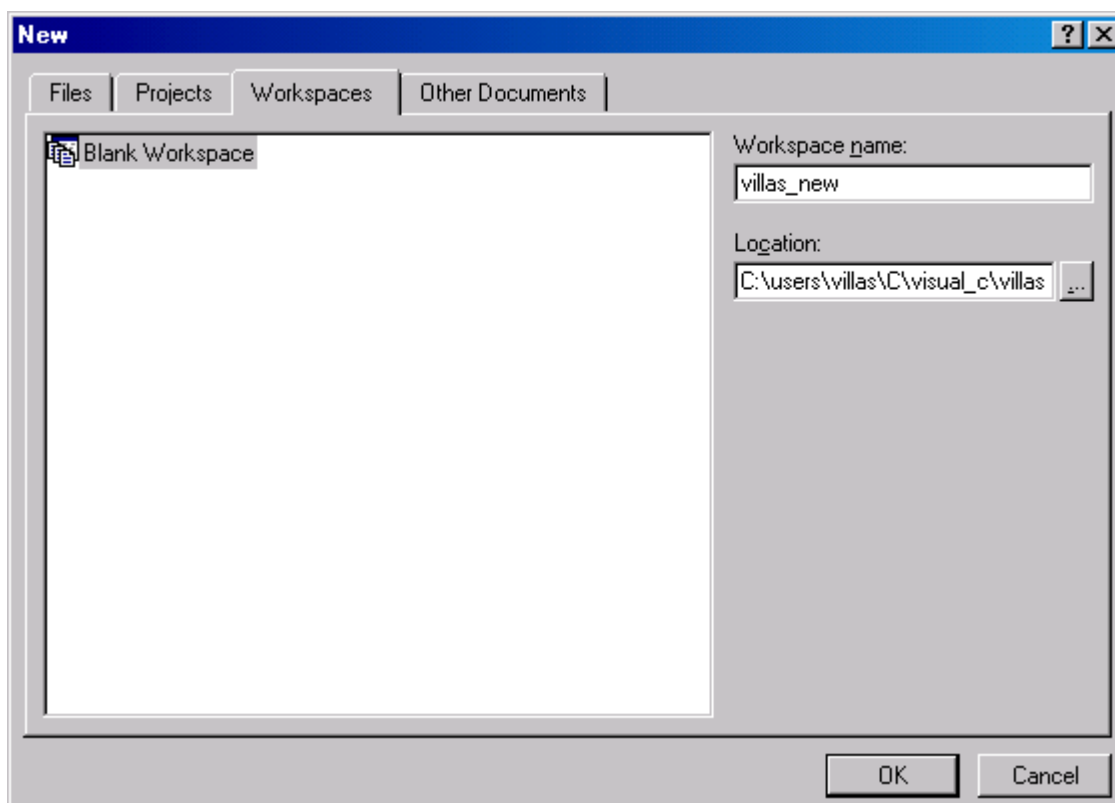 New
Files Projects Workspaces Other Documents
Blank Workspace
Workspace name:
villas_new
Location:
C:\users\villas\C\visual_c\villas ...
OK Cancel